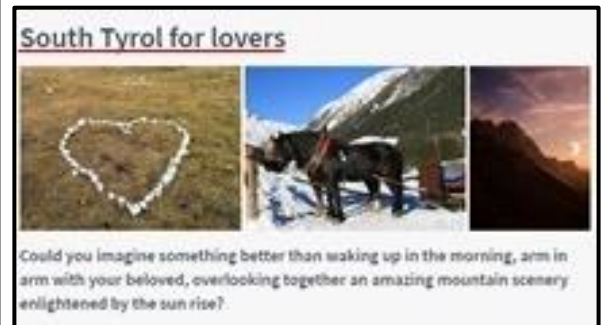 South Tyrol for lovers
Could you imagine something better than waking up in the morning, arm in
arm with your beloved, overlooking together an amazing mountain scenery
enlightened by the sun rise?